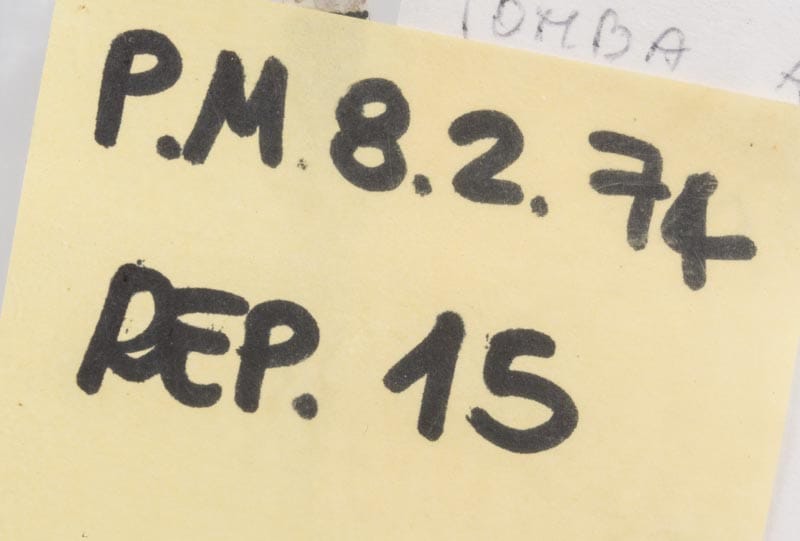 TOMBA
P.M. 8.2.74
REP. 15